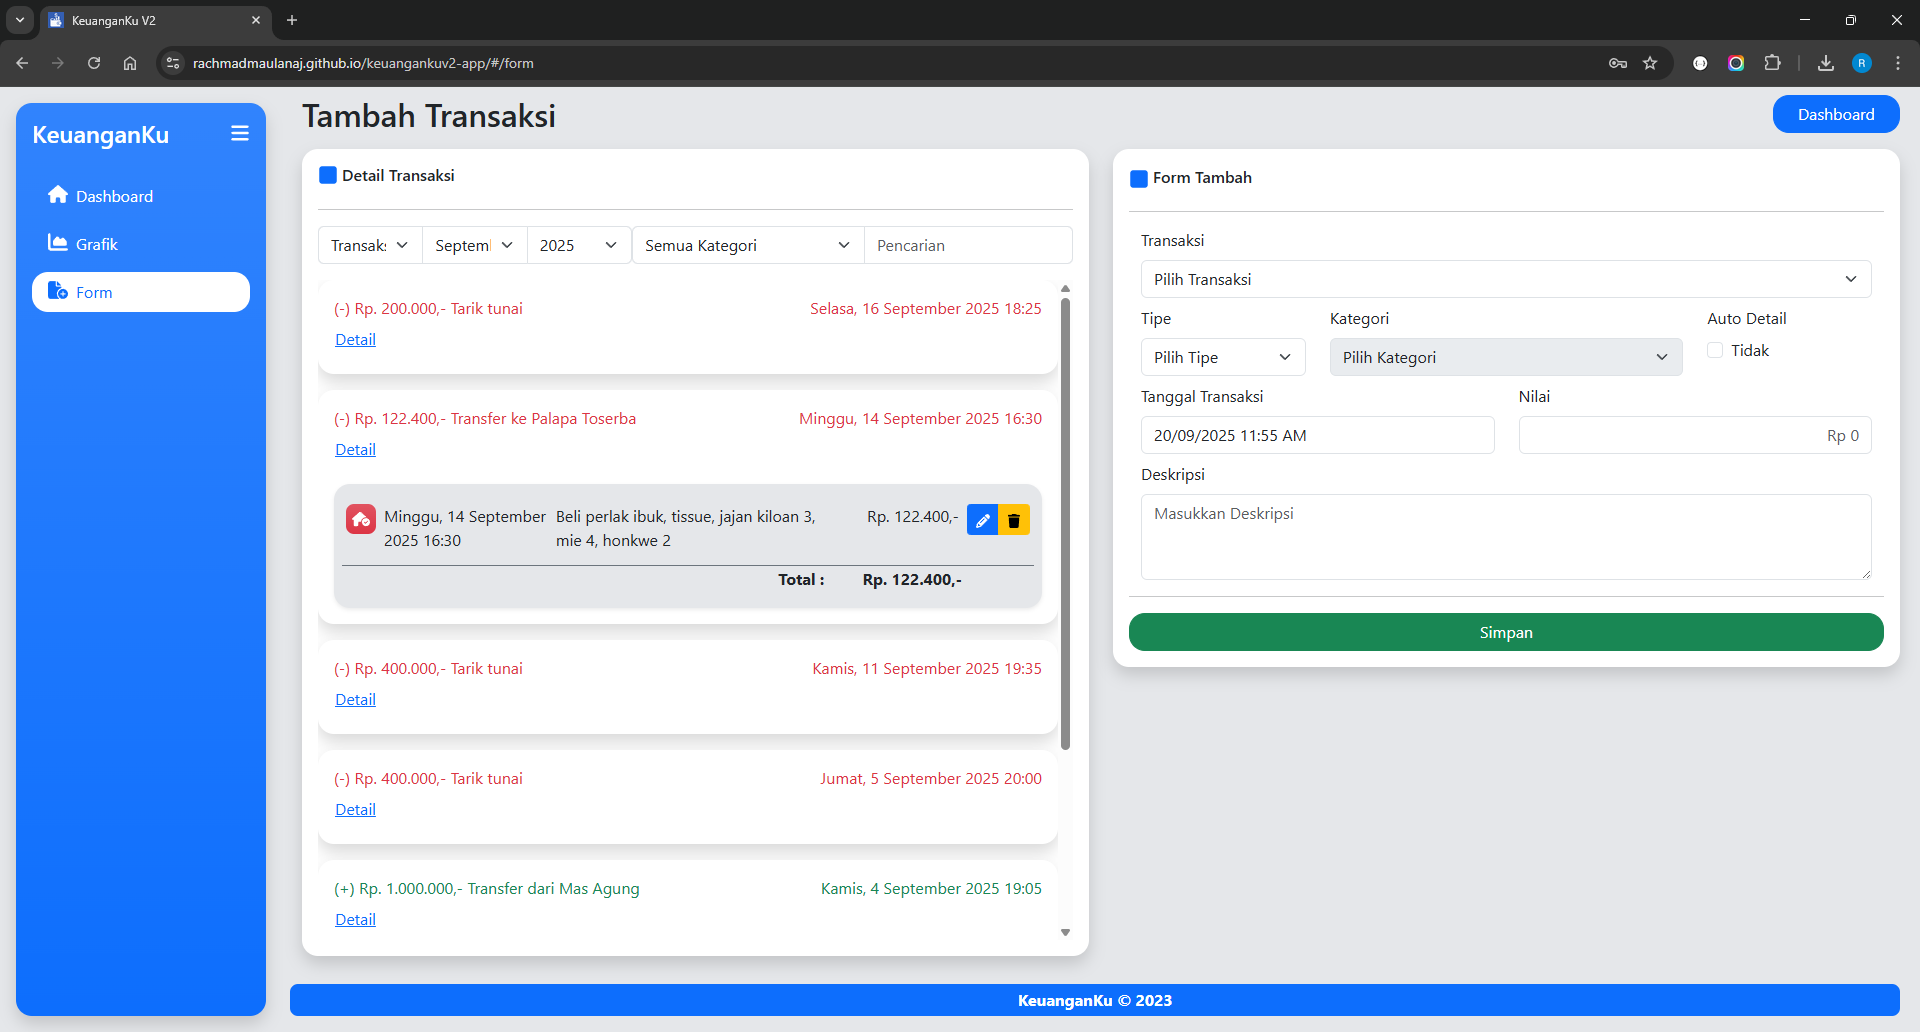 KeuanganKu V2
rachmadmaulanaj.github.io/keuangankuv2-app/#/form
R
KeuanganKu
Dashboard
Grafik
Form
Tambah Transaksi
Dashboard
Detail Transaksi
Transaks
Septeml
2025
Semua Kategori
Pencarian
(-) Rp. 200.000,- Tarik tunai
Selasa, 16 September 2025 18:25
Detail
(-) Rp. 122.400,- Transfer ke Palapa Toserba
Minggu, 14 September 2025 16:30
Detail
Minggu, 14 September
2025 16:30
Beli perlak ibuk, tissue, jajan kiloan 3,
mie 4, honkwe 2
Rp. 122.400,-
Total :
Rp. 122.400,-
(-) Rp. 400.000,- Tarik tunai
Kamis, 11 September 2025 19:35
Detail
(-) Rp. 400.000,- Tarik tunai
Jumat, 5 September 2025 20:00
Detail
(+) Rp. 1.000.000,- Transfer dari Mas Agung
Kamis, 4 September 2025 19:05
Detail
Form Tambah
Transaksi
Pilih Transaksi
Tipe
Kategori
Auto Detail
Pilih Tipe
Pilih Kategori
Tidak
Tanggal Transaksi
Nilai
20/09/2025 11:55 AM
Rp 0
Deskripsi
Masukkan Deskripsi
Simpan
KeuanganKu © 2023